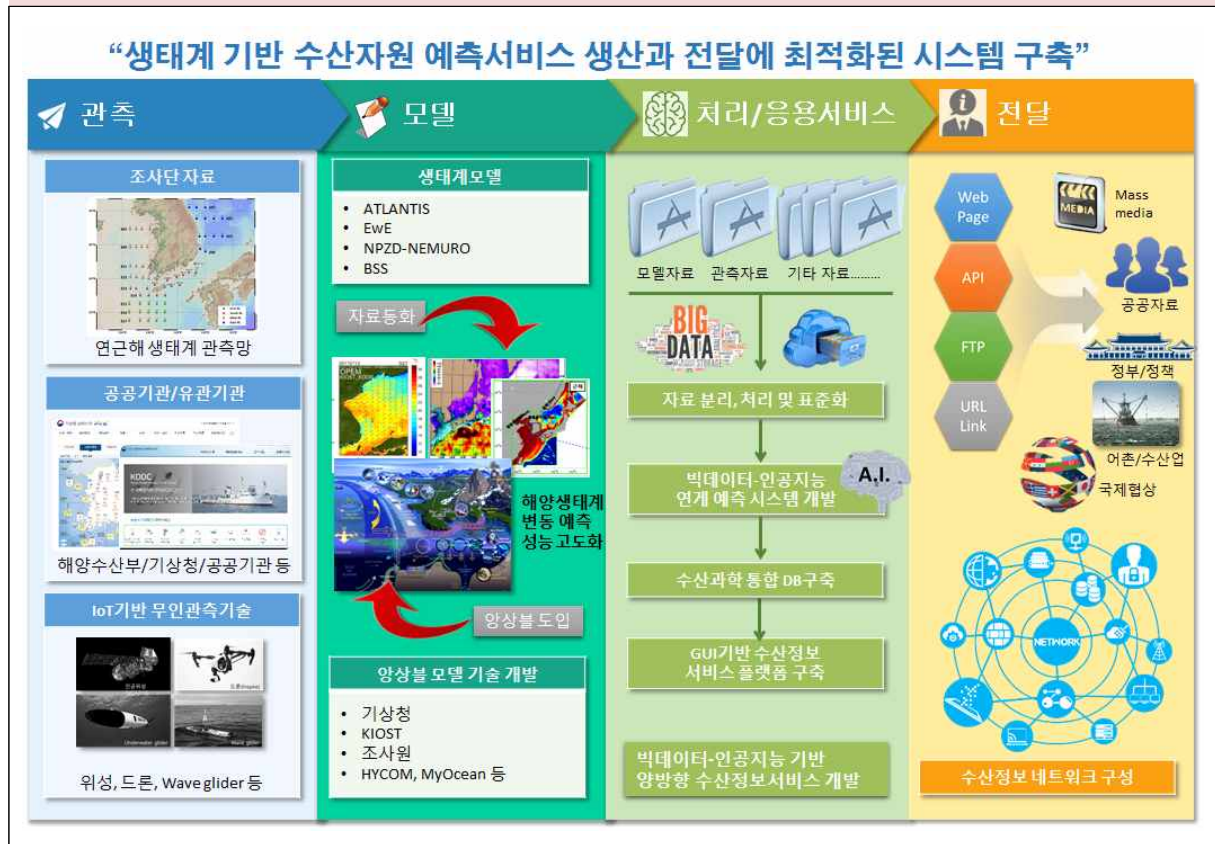 “생태계 기반 수산자원 예측서비스 생산과 전달에 최적화된 시스템 구축”
관측
조사단 자료
연근해 생태계 관측망
공공기관/유관기관
KODC
해양수산부/기상청/공공기관 등
IoT기반 무인관측기술
인공위성
드론(Inspire)
Underwater glider
Wave glider
위성, 드론, Wave glider 등
모델
생태계모델
• ATLANTIS
• EwE
• NPZD-NEMURO
• BSS
자료동화
해양생태계
변동 예측
성능 고도화
앙상블 도입
앙상블 모델 기술 개발
• 기상청
• KIOST
• 조사원
• HYCOM, MyOcean 등
처리/응용서비스
모델자료 관측자료 기타 자료.........
BIG
DATA
자료 분리, 처리 및 표준화
빅데이터-인공지능
연계 예측 시스템 개발
A.I.
수산과학 통합 DB구축
GUI기반 수산정보
서비스 플랫폼 구축
빅데이터-인공지능 기반
양방향 수산정보서비스 개발
전달
Web
Page
API
FTP
URL
Link
MEDIA
Mass
media
공공자료
정부/정책
어촌/수산업
국제협상
NETWORK
수산정보 네트워크 구성